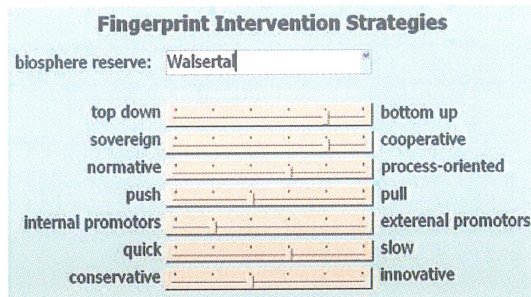 Fingerprint Intervention Strategies
biosphere reserve: Walsertal
top down bottom up
sovereign cooperative
normative process-oriented
push pull
internal promotors exterenal promotors
quick slow
conservative innovative